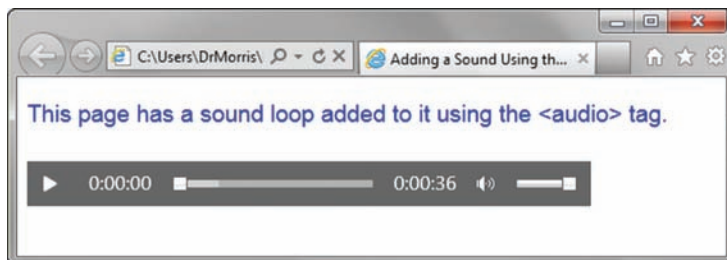 C:\Users\DrMorris\
Adding a Sound Using th...
This page has a sound loop added to it using the <audio> tag.
0:00:00 0:00:36